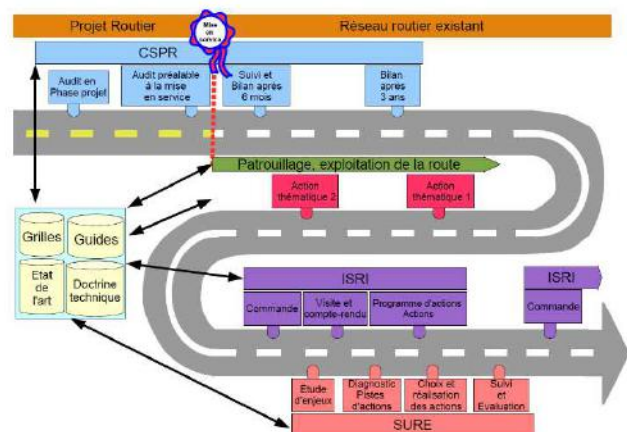 Projet Routier
Mise
en
service
Réseau routier existant
CSPR
Audit en
Phase projet
Audit préalable
à la mise
en service
Suivi et
Bilan après
6 mois
Bilan
après
3 ans
Patrouillage, exploitation de la route
Action
thématique 2
Action
thématique 1
Grilles
Guides
Etat
de
l'art
Doctrine
technique
ISRI
Commande
Visite et
compte-rendu
Programme d'actions
Actions
ISRI
Commande
Etude
d'enjeux
Diagnostic
Pistes
d'actions
Choix et
réalisation
des actions
Suivi
et
Evaluation
SURE